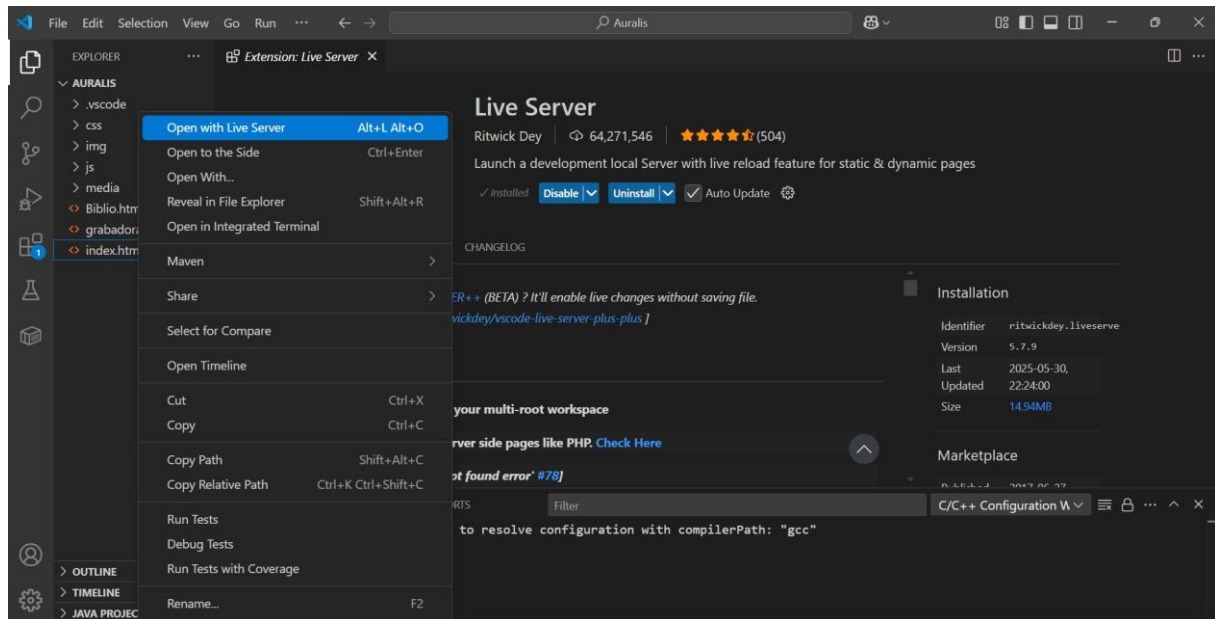 File Edit Selection View Go Run ··· Auralis
EXPLORER ···
Extension: Live Server
AURALIS
.vscode
css
img
js
media
Biblio.htm
grabadora
index.htm
OUTLINE
TIMELINE
JAVA PROJEC
Open with Live Server Alt+L Alt+O
Open to the Side Ctrl+Enter
Open With...
Reveal in File Explorer Shift+Alt+R
Open in Integrated Terminal
Maven
Share
Select for Compare
Open Timeline
Cut Ctrl+X
Copy Ctrl+C
Copy Path Shift+Alt+C
Copy Relative Path Ctrl+K Ctrl+Shift+C
Run Tests
Debug Tests
Run Tests with Coverage
Rename... F2
Live Server
Ritwick Dey 64,271,546 (504)
Launch a development local Server with live reload feature for static & dynamic pages
Installed Disable Uninstall Auto Update
CHANGELOG
ER++ (BETA) ? It'll enable live changes without saving file.
wickdey/vscode-live-server-plus-plus ]
your multi-root workspace
rver side pages like PHP. Check Here
ot found error' #78]
Installation
Identifier ritwickdey.liveserve
Version 5.7.9
Last Updated 2025-05-30, 22:24:00
Size 14.94MB
Marketplace
Published 2017-06-27,
RTS Filter C/C++ Configuration W
to resolve configuration with compilerPath: "gcc"
1